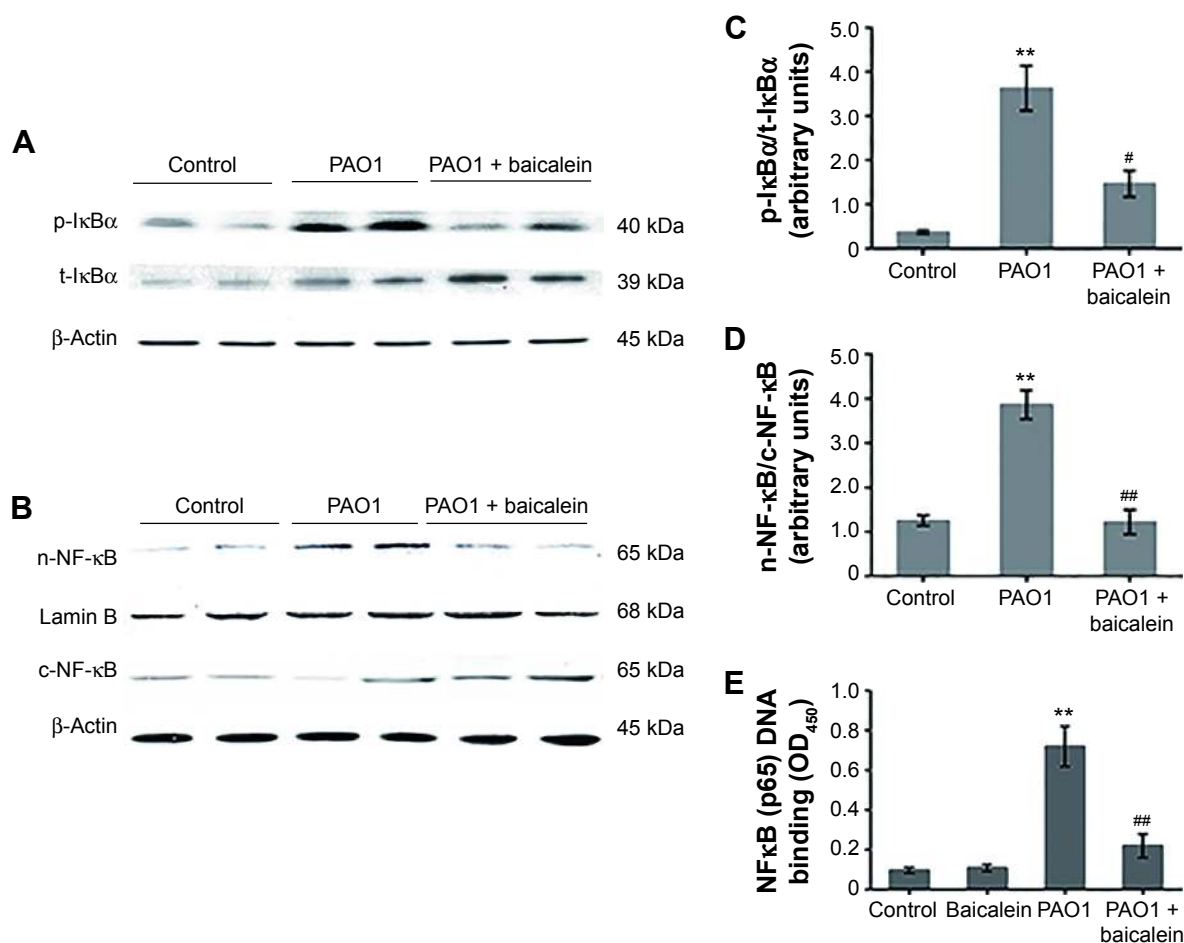 A
Control PAO1 PAO1 + baicalein
p-IκBα 40 kDa
t-IκBα 39 kDa
β-Actin 45 kDa
B
Control PAO1 PAO1 + baicalein
n-NF-κB 65 kDa
Lamin B 68 kDa
c-NF-κB 65 kDa
β-Actin 45 kDa
C
p-IκBα/t-IκBα
(arbitrary units)
5.0
4.0
3.0
2.0
1.0
0
**
#
Control PAO1 PAO1 +
baicalein
D
n-NF-κB/c-NF-κB
(arbitrary units)
5.0
4.0
3.0
2.0
1.0
0
**
##
Control PAO1 PAO1 +
baicalein
E
NFκB (p65) DNA
binding (OD₄₅₀)
1.0
0.8
0.6
0.4
0.2
0
**
##
Control Baicalein PAO1 PAO1 +
baicalein